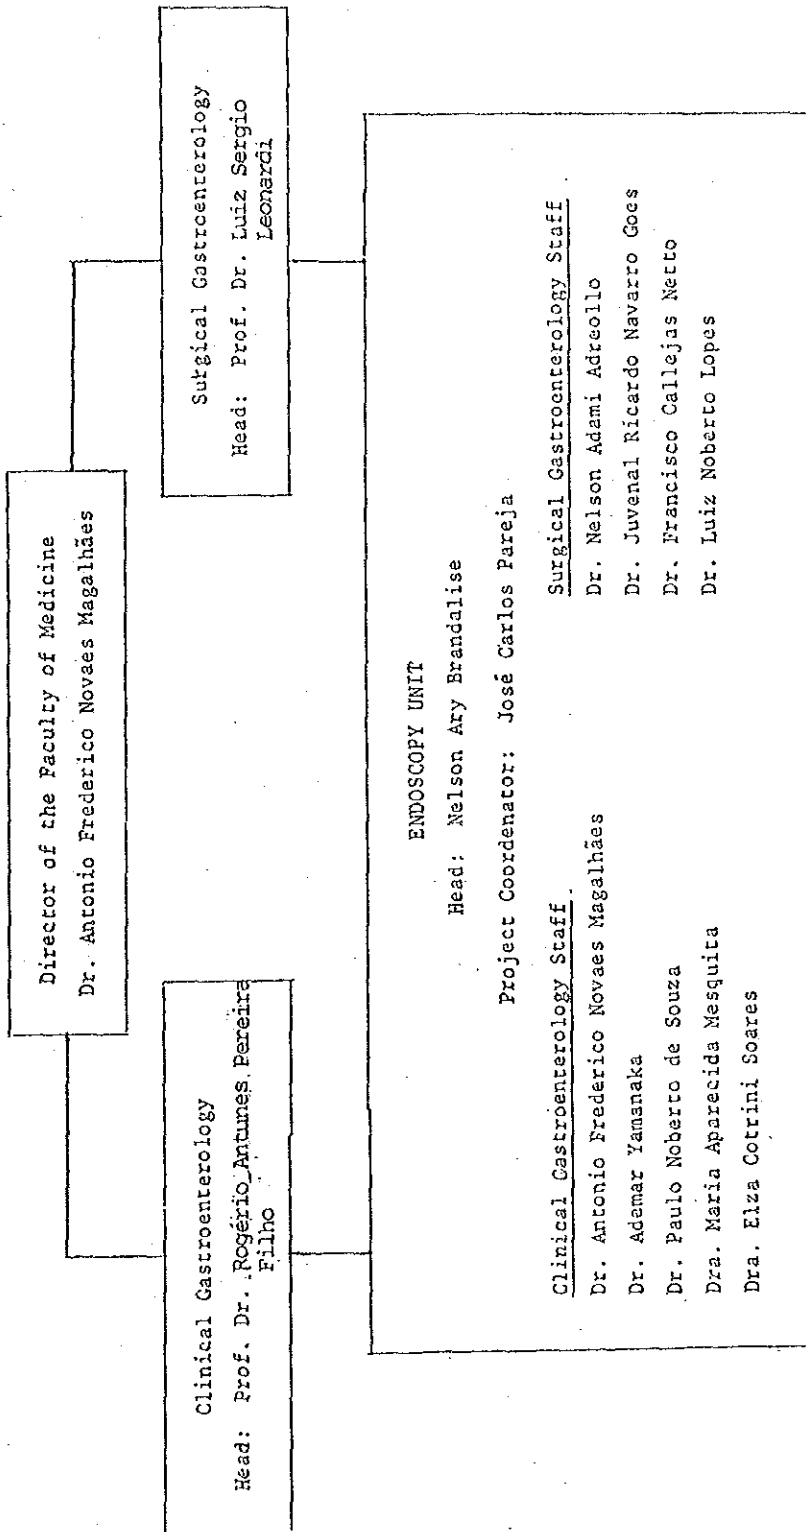 Director of the Faculty of Medicine
Dr. Antonio Frederico Novaes Magalhães
Clinical Gastroenterology
Head: Prof. Dr. Rogério Antunes Pereira
Filho
Surgical Gastroenterology
Head: Prof. Dr. Luiz Sergio
Leonardi
ENDOSCOPY UNIT
Head: Nelson Ary Brandalise
Project Coordenator: José Carlos Pareja
Clinical Gastroenterology Staff
Dr. Antonio Frederico Novaes Magalhães
Dr. Ademar Yamanaka
Dr. Paulo Noberto de Souza
Dra. Maria Aparecida Mesquita
Dra. Elza Cotrini Soares
Surgical Gastroenterology Staff
Dr. Nelson Adami Adreollo
Dr. Juvenal Ricardo Navarro Goes
Dr. Francisco Callejas Netto
Dr. Luiz Noberto Lopes